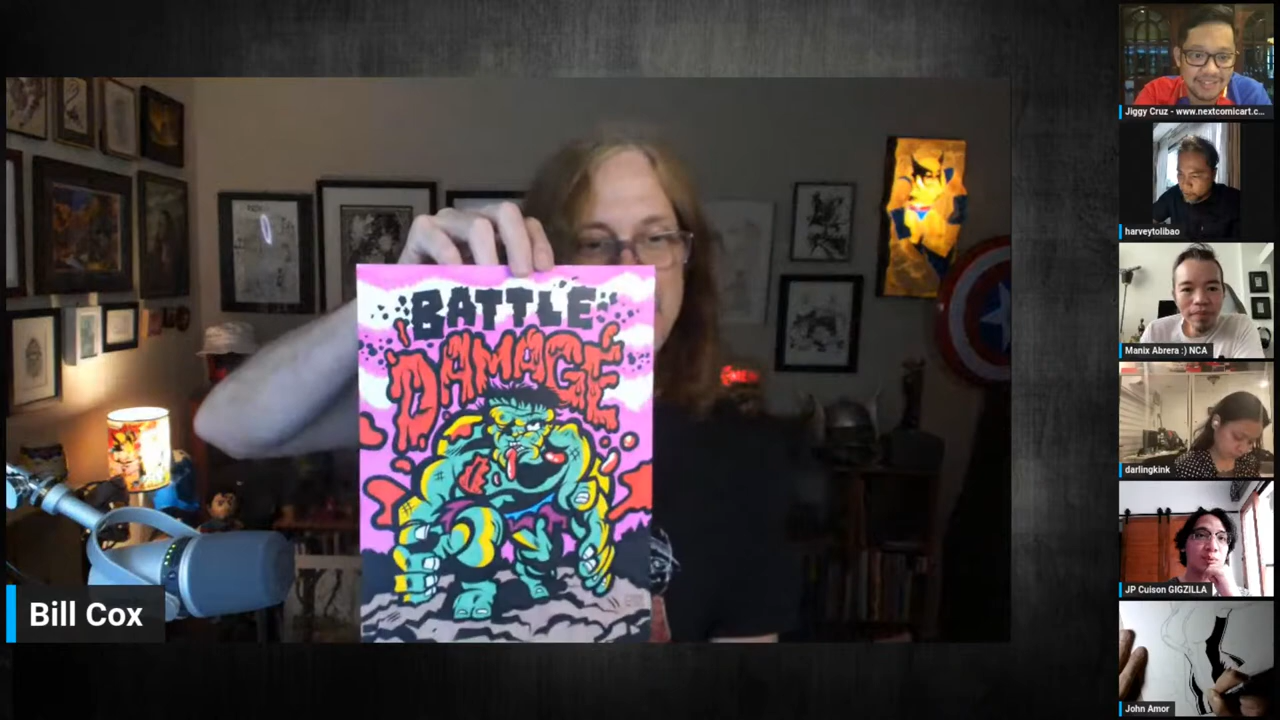 BATTLE
DAMAGE
Bill Cox
Jiggy Cruz - www.nextcomicart.c...
harveytolibao
Manix Abrera :) NCA
darlingkink
JP Cuison GIGZILLA
John Amor